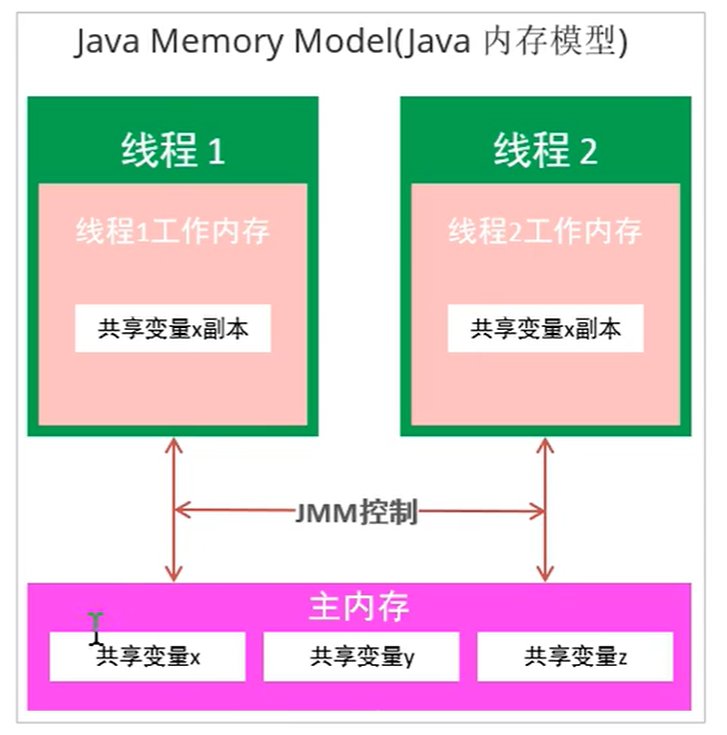 Java Memory Model(Java 内存模型)
线程 1
线程 2
线程1工作内存
线程2工作内存
共享变量x副本
共享变量x副本
JMM控制
主内存
共享变量x
共享变量y
共享变量z